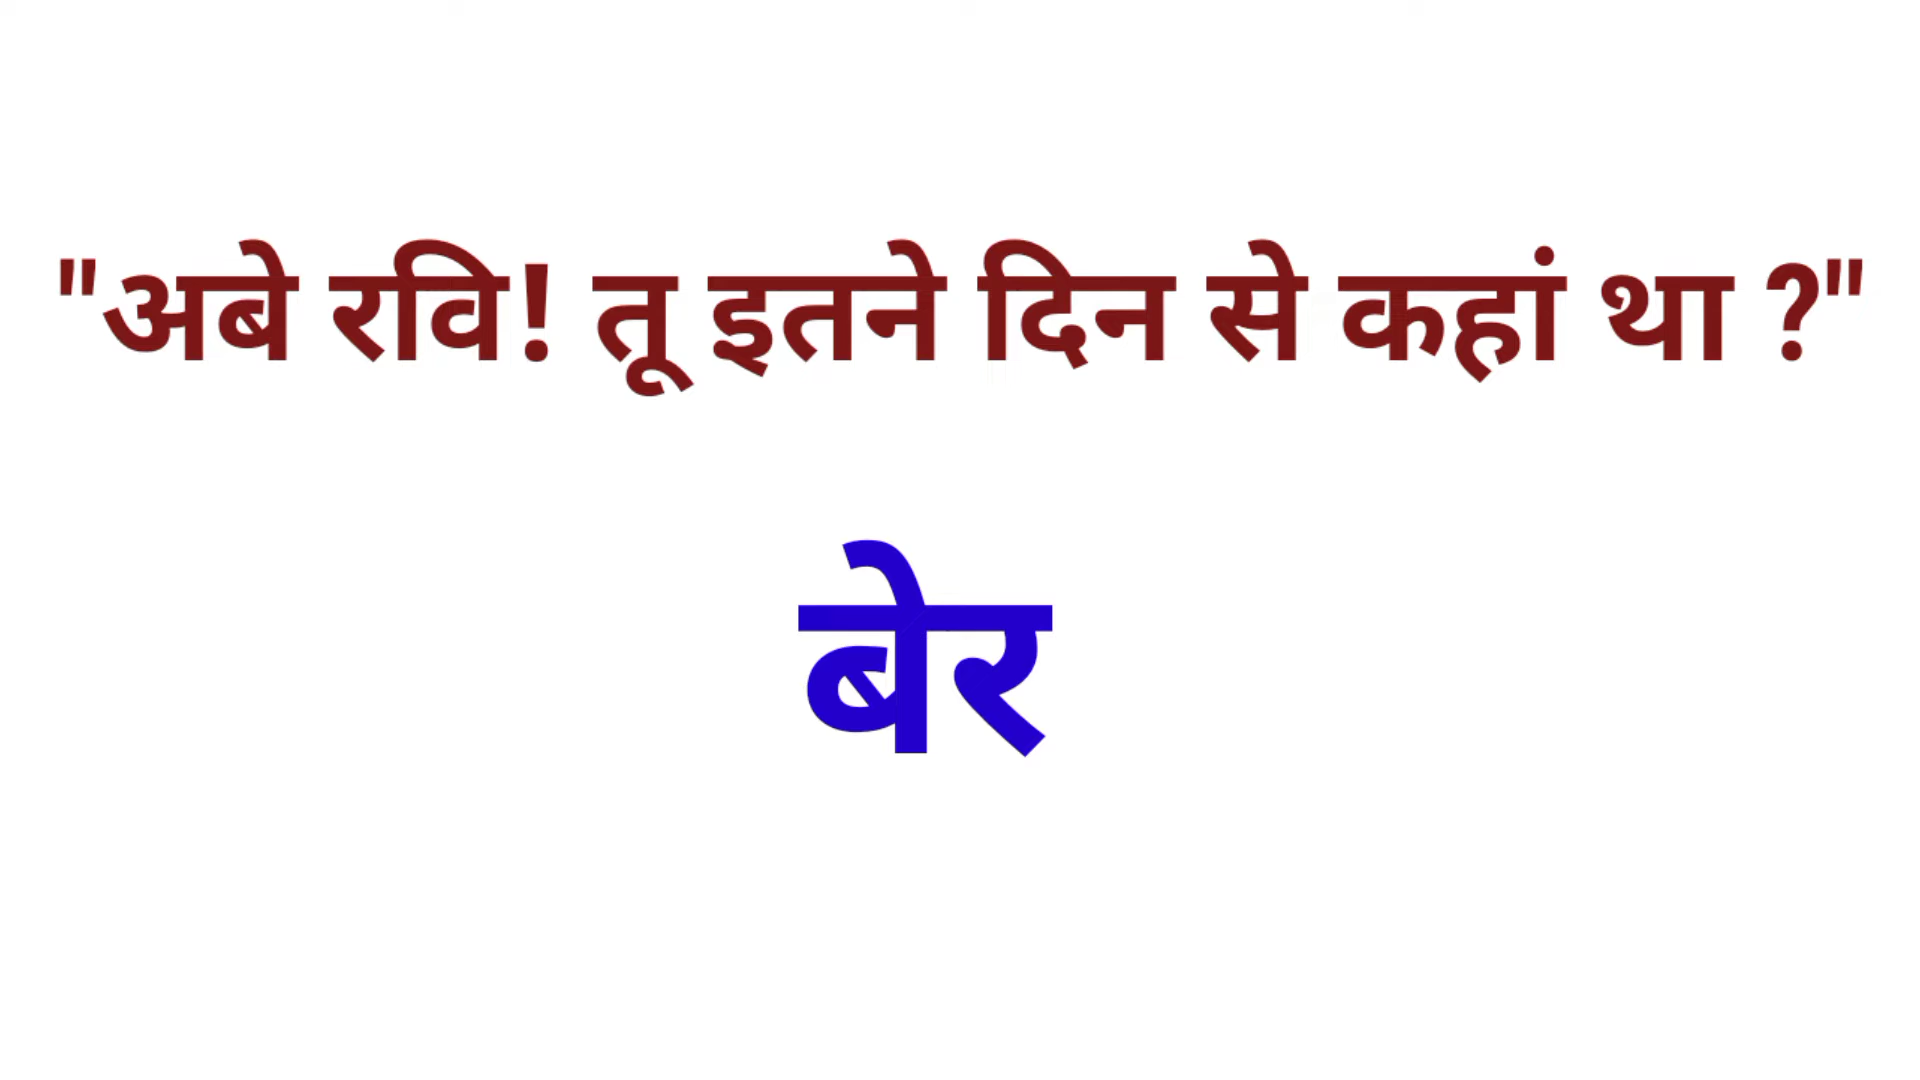 "अबे रवि! तू इतने दिन से कहां था ?"
बेर